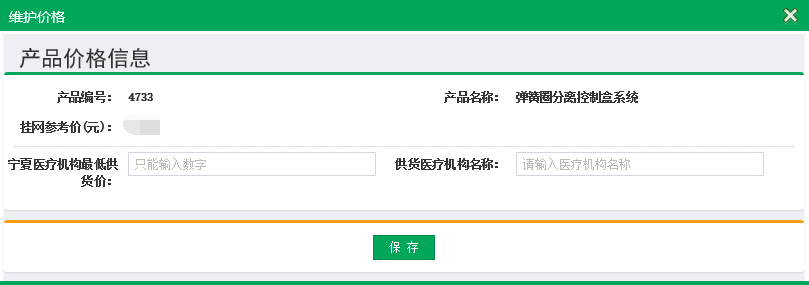 维护价格
产品价格信息
产品编号： 4733 产品名称： 弹簧圈分离控制盒系统
挂网参考价(元)：
宁夏医疗机构最低供货价： 只能输入数字 供货医疗机构名称： 请输入医疗机构名称
保 存